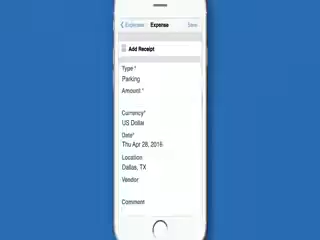 Expenses Expense Save
Add Receipt
Type *
Parking
Amount *
Currency*
US Dollar
Date*
Thu Apr 28, 2016
Location
Dallas, TX
Vendor
Comment